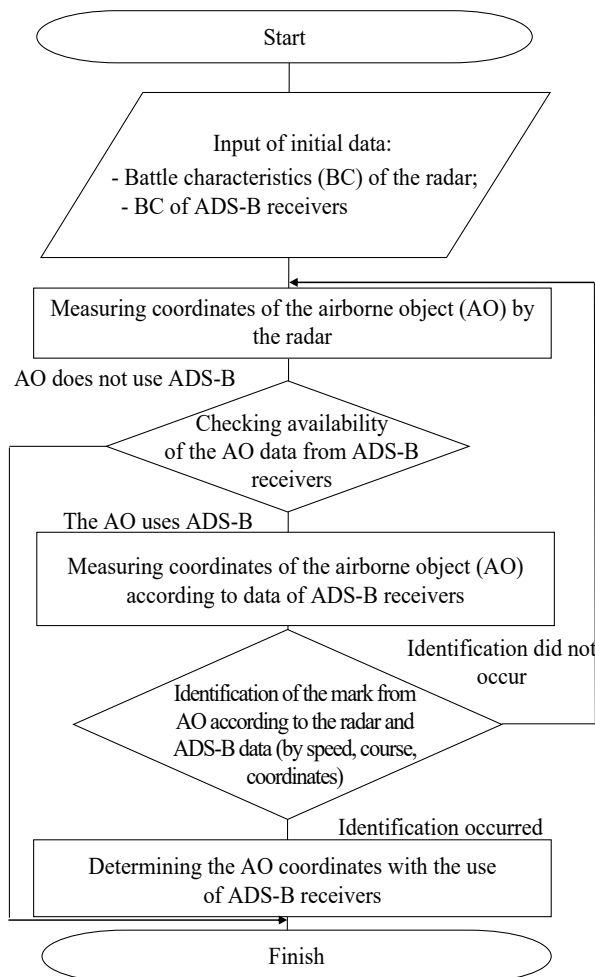 Start
Input of initial data:
- Battle characteristics (BC) of the radar;
- BC of ADS-B receivers
Measuring coordinates of the airborne object (AO) by
the radar
AO does not use ADS-B
Checking availability
of the AO data from ADS-B
receivers
The AO uses ADS-B
Measuring coordinates of the airborne object (AO)
according to data of ADS-B receivers
Identification did not
occur
Identification of the mark from
AO according to the radar and
ADS-B data (by speed, course,
coordinates)
Identification occurred
Determining the AO coordinates with the use
of ADS-B receivers
Finish